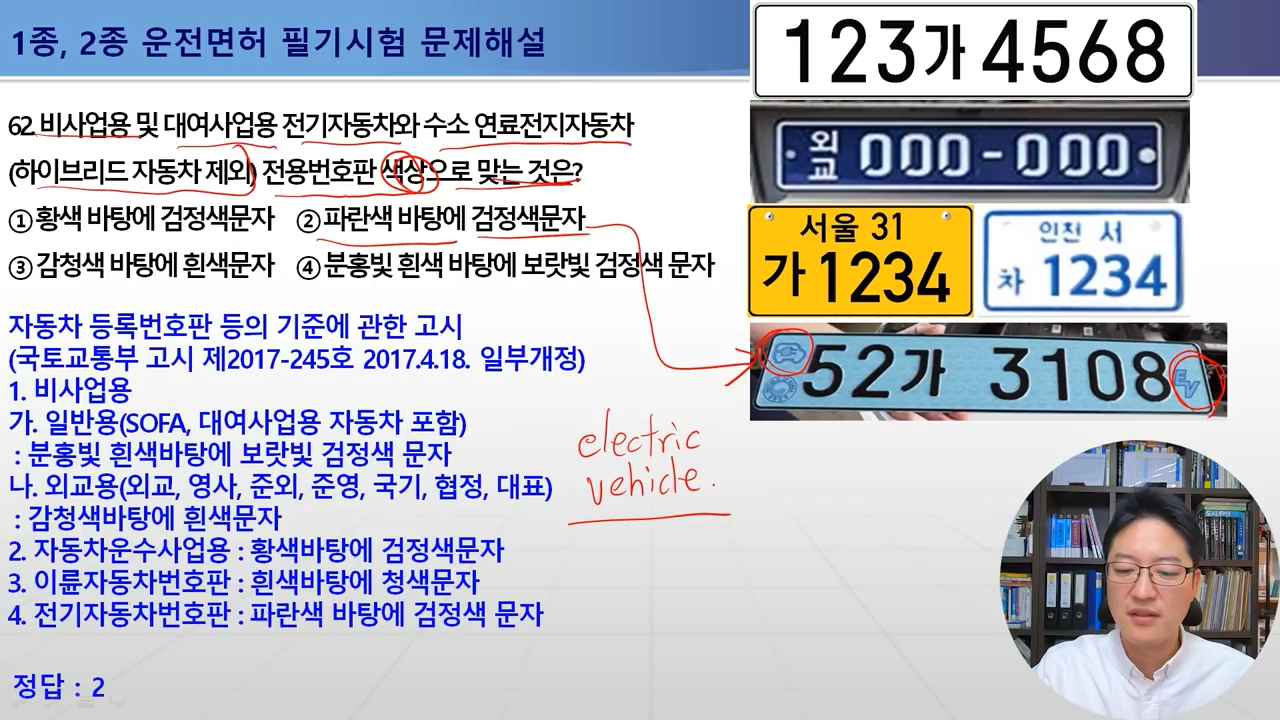 1종, 2종 운전면허 필기시험 문제해설
62. 비사업용 및 대여사업용 전기자동차와 수소 연료전지자동차
(하이브리드 자동차 제외) 전용번호판 색상으로 맞는 것은?
① 황색 바탕에 검정색문자 ② 파란색 바탕에 검정색문자
③ 감청색 바탕에 흰색문자 ④ 분홍빛 흰색 바탕에 보랏빛 검정색 문자
자동차 등록번호판 등의 기준에 관한 고시
(국토교통부 고시 제2017-245호 2017.4.18. 일부개정)
1. 비사업용
가. 일반용(SOFA, 대여사업용 자동차 포함)
: 분홍빛 흰색바탕에 보랏빛 검정색 문자
나. 외교용(외교, 영사, 준외, 준영, 국기, 협정, 대표)
: 감청색바탕에 흰색문자
2. 자동차운수사업용 : 황색바탕에 검정색문자
3. 이륜자동차번호판 : 흰색바탕에 청색문자
4. 전기자동차번호판 : 파란색 바탕에 검정색 문자
정답 : 2
123가 4568
외교 000-000
서울 31
가 1234
인천 서
차 1234
52가 3108 EV
electric
vehicle.